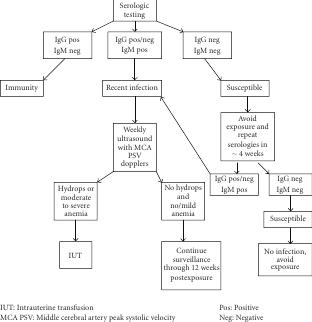 Serologic
testing
IgG pos
IgM neg
IgG pos/neg
IgM pos
IgG neg
IgM neg
Immunity
Recent infection
Susceptible
Weekly
ultrasound
with MCA
PSV
dopplers
Avoid
exposure and
repeat
serologies in
~ 4 weeks
Hydrops or
moderate
to severe
anemia
No hydrops
and
no/mild
anemia
IgG pos/neg
IgM pos
IgG neg
IgM neg
Susceptible
IUT
Continue
surveillance
through 12 weeks
postexposure
No infection,
avoid
exposure
IUT: Intrauterine transfusion
MCA PSV: Middle cerebral artery peak systolic velocity
Pos: Positive
Neg: Negative